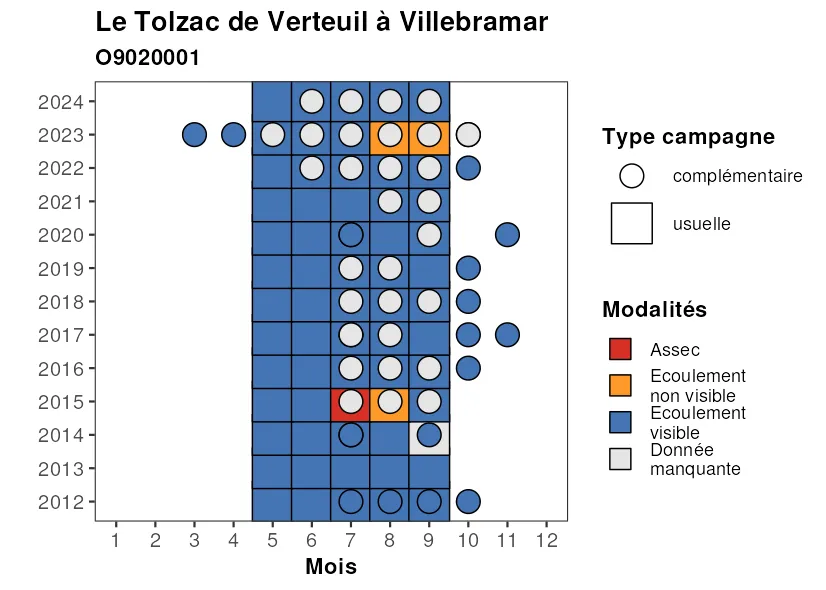 Le Tolzac de Verteuil à Villebramar
O9020001
2024
2023
2022
2021
2020
2019
2018
2017
2016
2015
2014
2013
2012
1 2 3 4 5 6 7 8 9 10 11 12
Mois
Type campagne
complémentaire
usuelle
Modalités
Assec
Ecoulement
non visible
Ecoulement
visible
Donnée
manquante